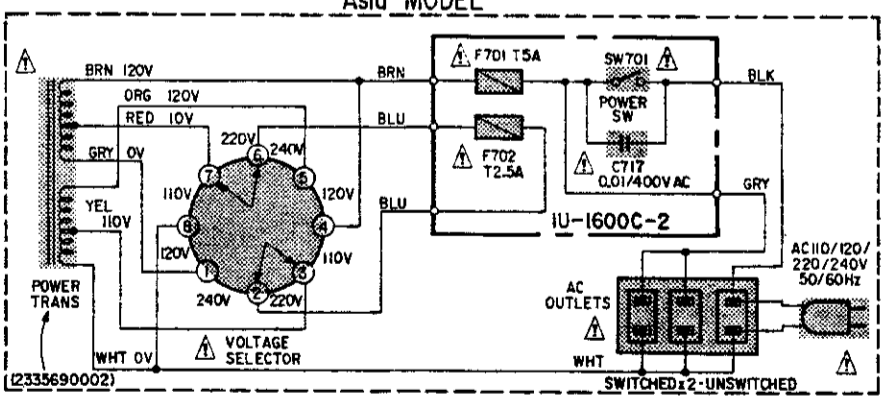 Asia MODEL
BRN 120V
ORG 120V
RED 10V
GRY 0V
YEL
110V
POWER
TRANS
(2335690002)
WHT 0V
BRN
BLU
BLU
220V
240V
110V
120V
120V
110V
240V
220V
7
6
5
8
4
1
2
3
VOLTAGE
SELECTOR
F701 T5A
F702
T2.5A
SW701
POWER
SW
C717
0.01/400V AC
1U-1600C-2
BLK
GRY
AC110/120/
220/240V
50/60Hz
AC
OUTLETS
WHT
SWITCHEDx2-UNSWITCHED